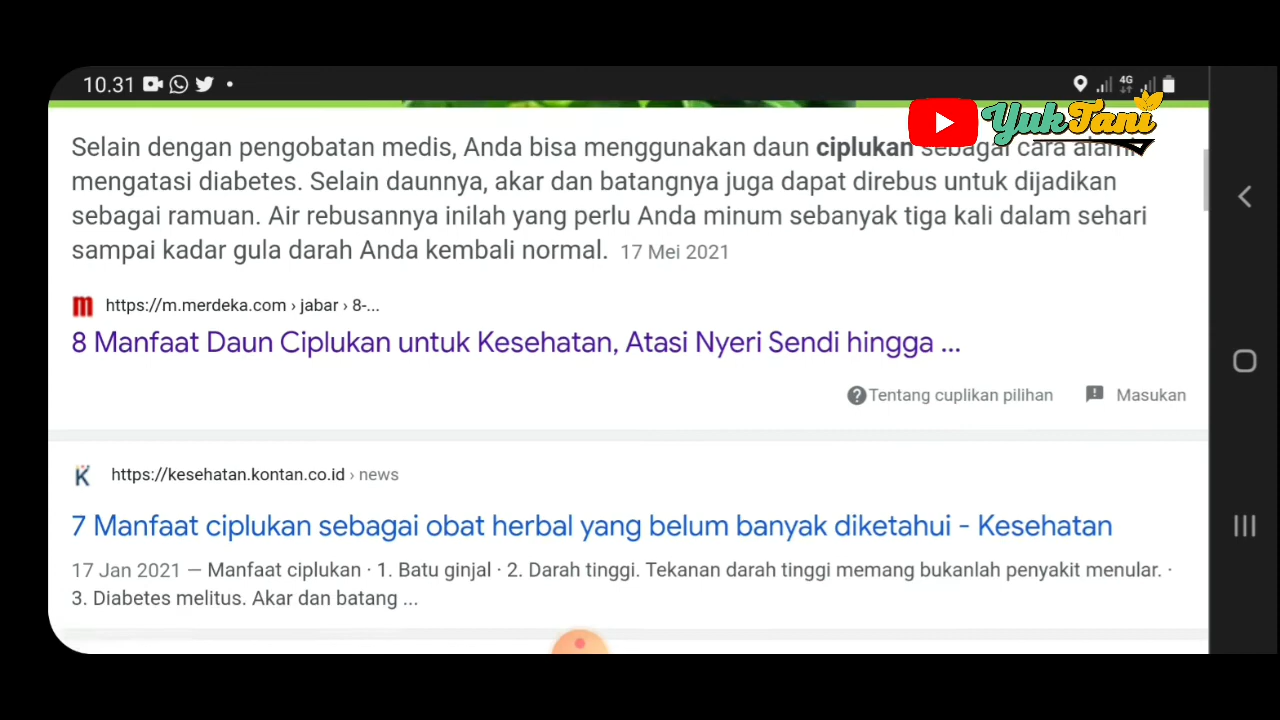 10.31
4G
YukTani
Selain dengan pengobatan medis, Anda bisa menggunakan daun ciplukan sebagai cara alami
mengatasi diabetes. Selain daunnya, akar dan batangnya juga dapat direbus untuk dijadikan
sebagai ramuan. Air rebusannya inilah yang perlu Anda minum sebanyak tiga kali dalam sehari
sampai kadar gula darah Anda kembali normal. 17 Mei 2021
m https://m.merdeka.com › jabar › 8-...
8 Manfaat Daun Ciplukan untuk Kesehatan, Atasi Nyeri Sendi hingga ...
Tentang cuplikan pilihan Masukan
K https://kesehatan.kontan.co.id › news
7 Manfaat ciplukan sebagai obat herbal yang belum banyak diketahui - Kesehatan
17 Jan 2021 — Manfaat ciplukan · 1. Batu ginjal · 2. Darah tinggi. Tekanan darah tinggi memang bukanlah penyakit menular. ·
3. Diabetes melitus. Akar dan batang ...